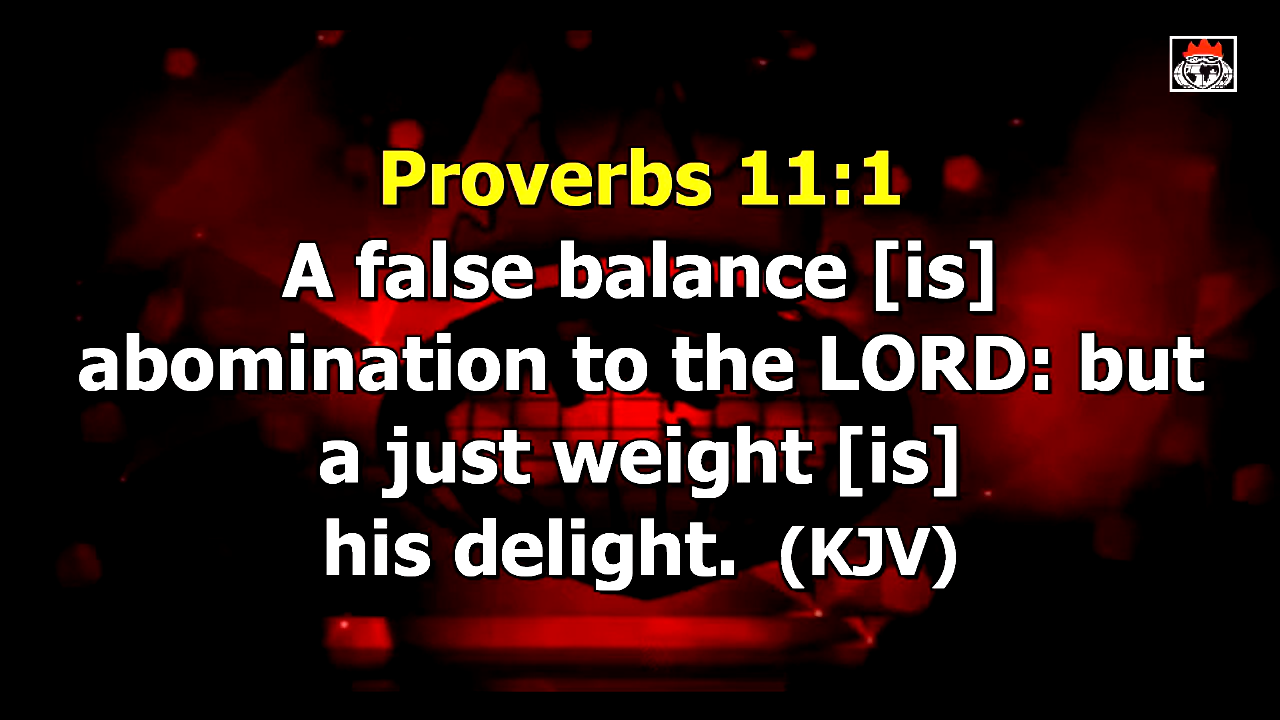 Proverbs 11:1
A false balance [is]
abomination to the LORD: but
a just weight [is]
his delight. (KJV)